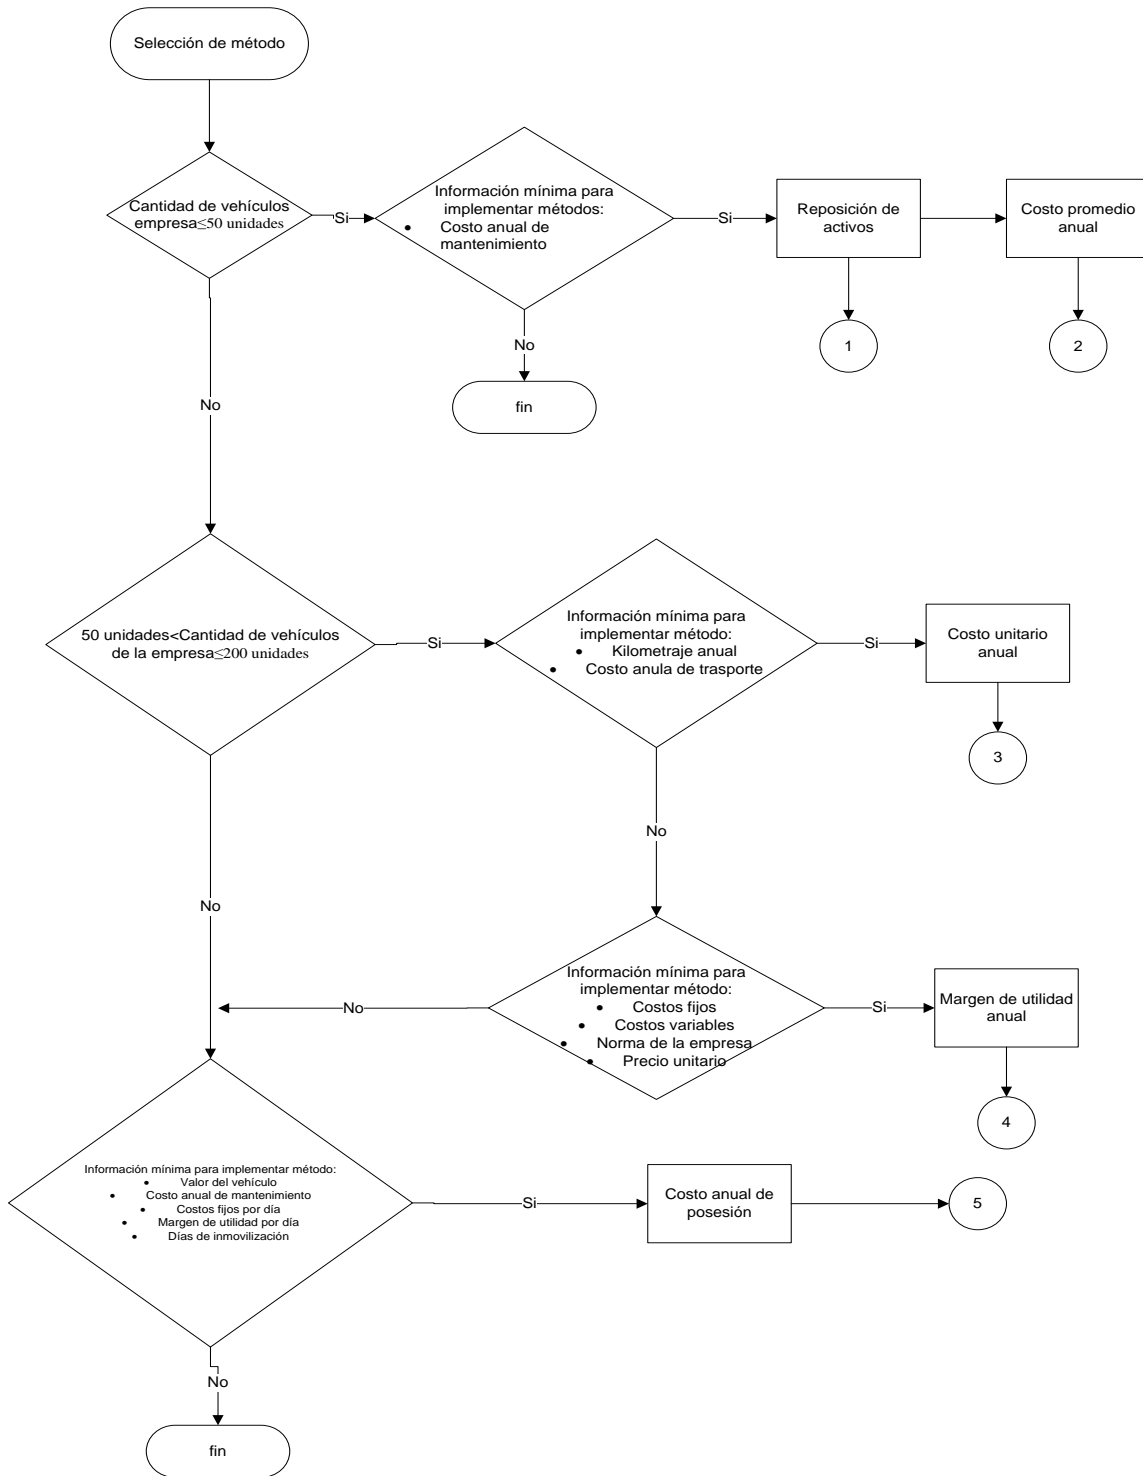 Selección de método
Cantidad de vehículos
empresa≤50 unidades
Si
Información mínima para
implementar métodos:
• Costo anual de
mantenimiento
Si
Reposición de
activos
Costo promedio
anual
1
2
No
fin
No
50 unidades<Cantidad de vehículos
de la empresa≤200 unidades
Si
Información mínima para
implementar método:
• Kilometraje anual
• Costo anula de trasporte
Si
Costo unitario
anual
3
No
No
Información mínima para
implementar método:
• Costos fijos
• Costos variables
• Norma de la empresa
• Precio unitario
No
Si
Margen de utilidad
anual
4
Información mínima para implementar método:
• Valor del vehículo
• Costo anual de mantenimiento
• Costos fijos por día
• Margen de utilidad por día
• Días de inmovilización
Si
Costo anual de
posesión
5
No
fin